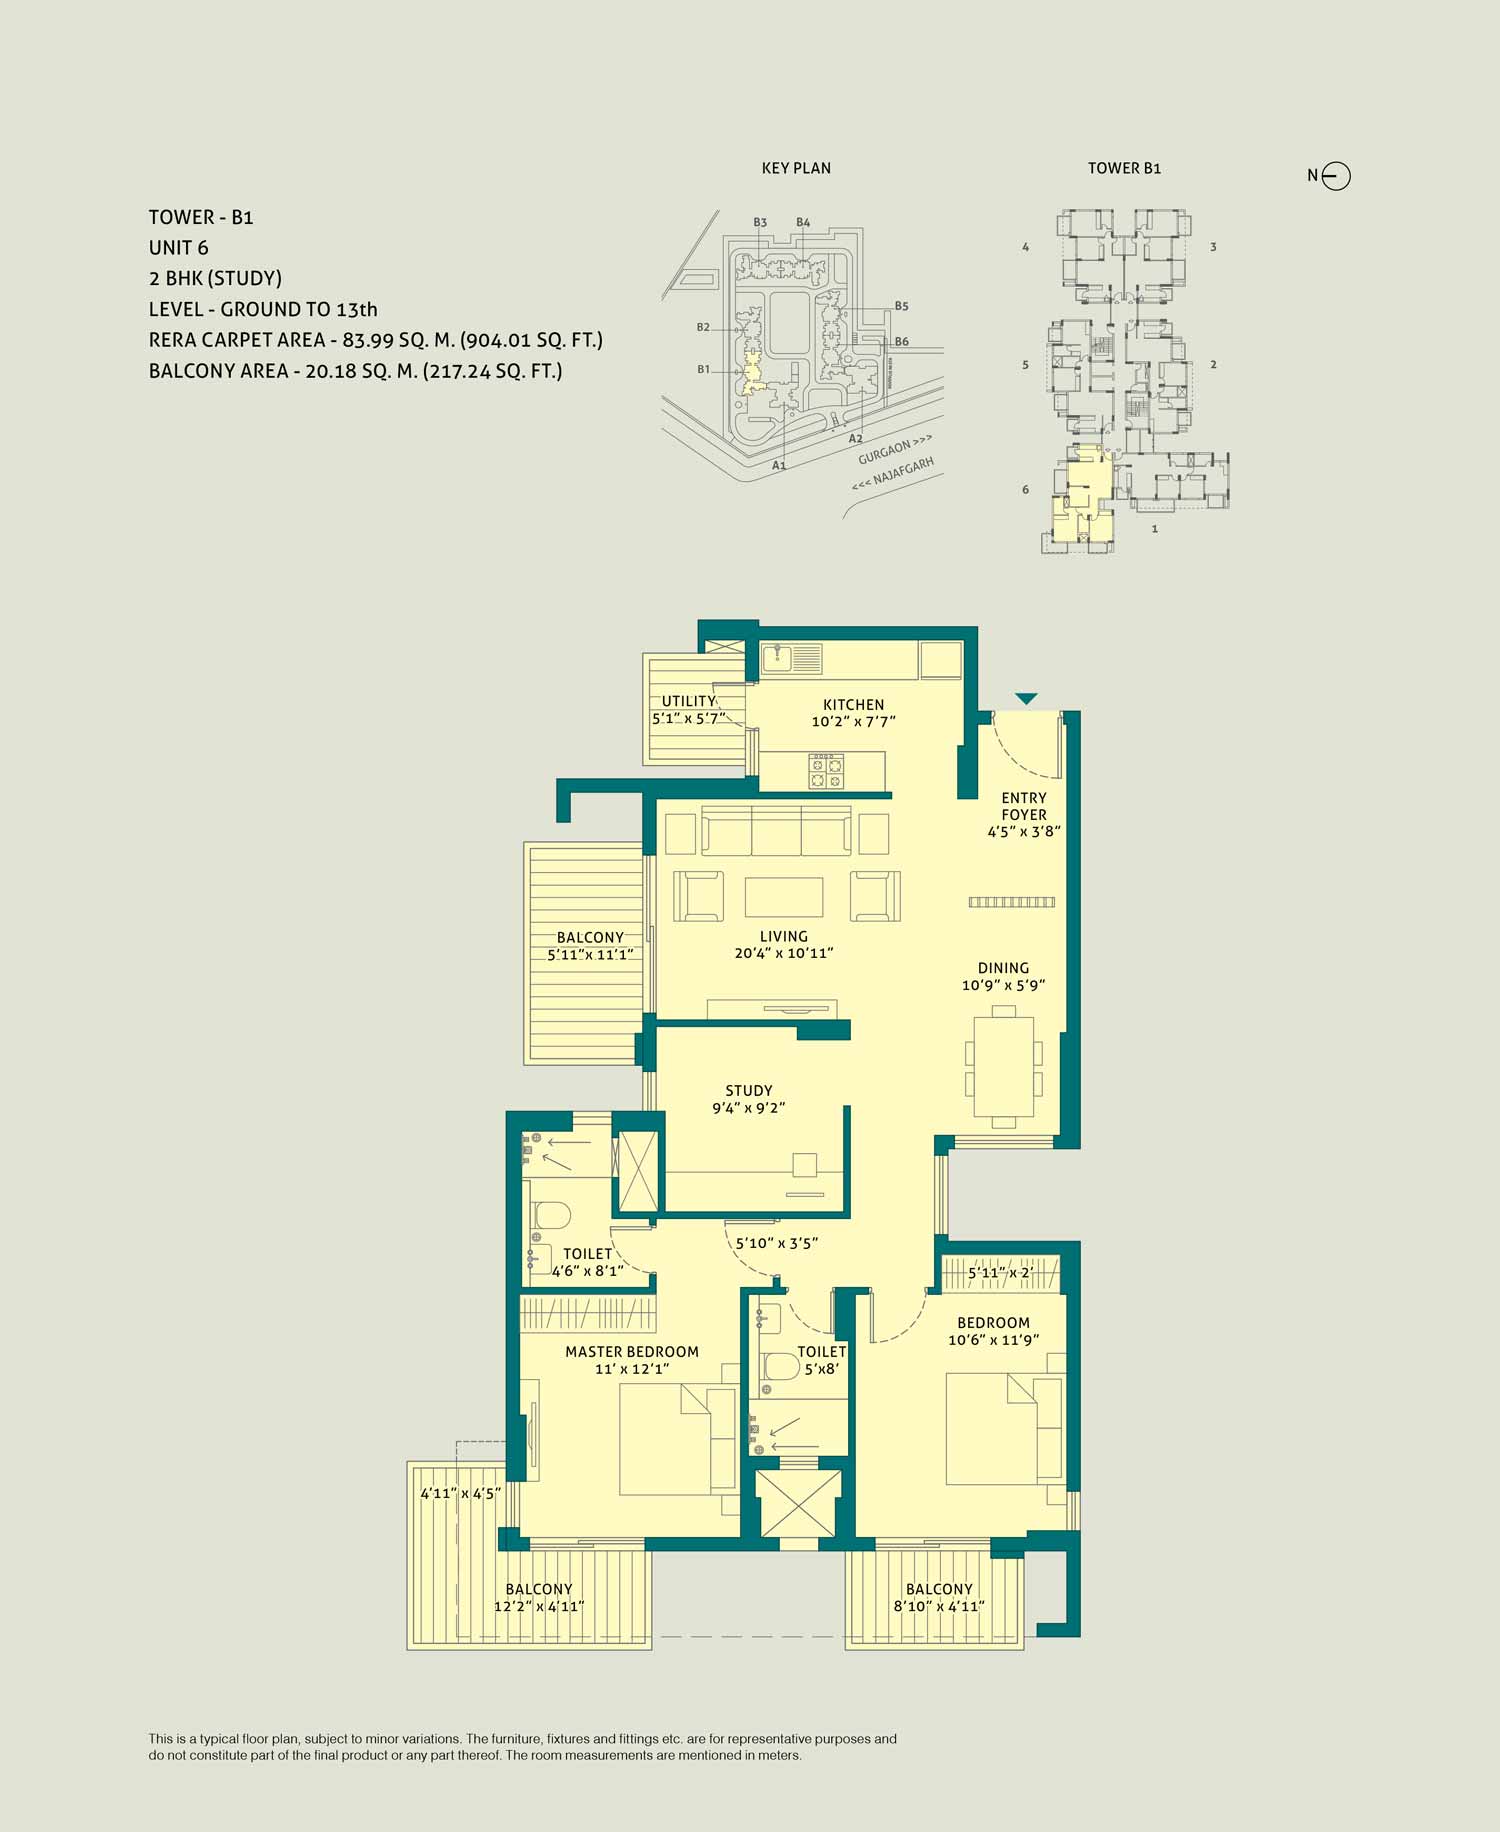 KEY PLAN
TOWER B1
N
TOWER - B1
UNIT 6
2 BHK (STUDY)
LEVEL - GROUND TO 13th
RERA CARPET AREA - 83.99 SQ. M. (904.01 SQ. FT.)
BALCONY AREA - 20.18 SQ. M. (217.24 SQ. FT.)
B3
B4
B5
B2
B6
B1
A2
A1
GURGAON >>>
<<< NAJAFGARH
4
3
5
2
6
1
UTILITY
5'1" x 5'7"
KITCHEN
10'2" x 7'7"
ENTRY
FOYER
4'5" x 3'8"
BALCONY
5'11"x 11'1"
LIVING
20'4" x 10'11"
DINING
10'9" x 5'9"
STUDY
9'4" x 9'2"
TOILET
4'6" x 8'1"
5'10" x 3'5"
5'11" x 2'
BEDROOM
10'6" x 11'9"
MASTER BEDROOM
11' x 12'1"
TOILET
5'x8'
4'11" x 4'5"
BALCONY
12'2" x 4'11"
BALCONY
8'10" x 4'11"
This is a typical floor plan, subject to minor variations. The furniture, fixtures and fittings etc. are for representative purposes and
do not constitute part of the final product or any part thereof. The room measurements are mentioned in meters.